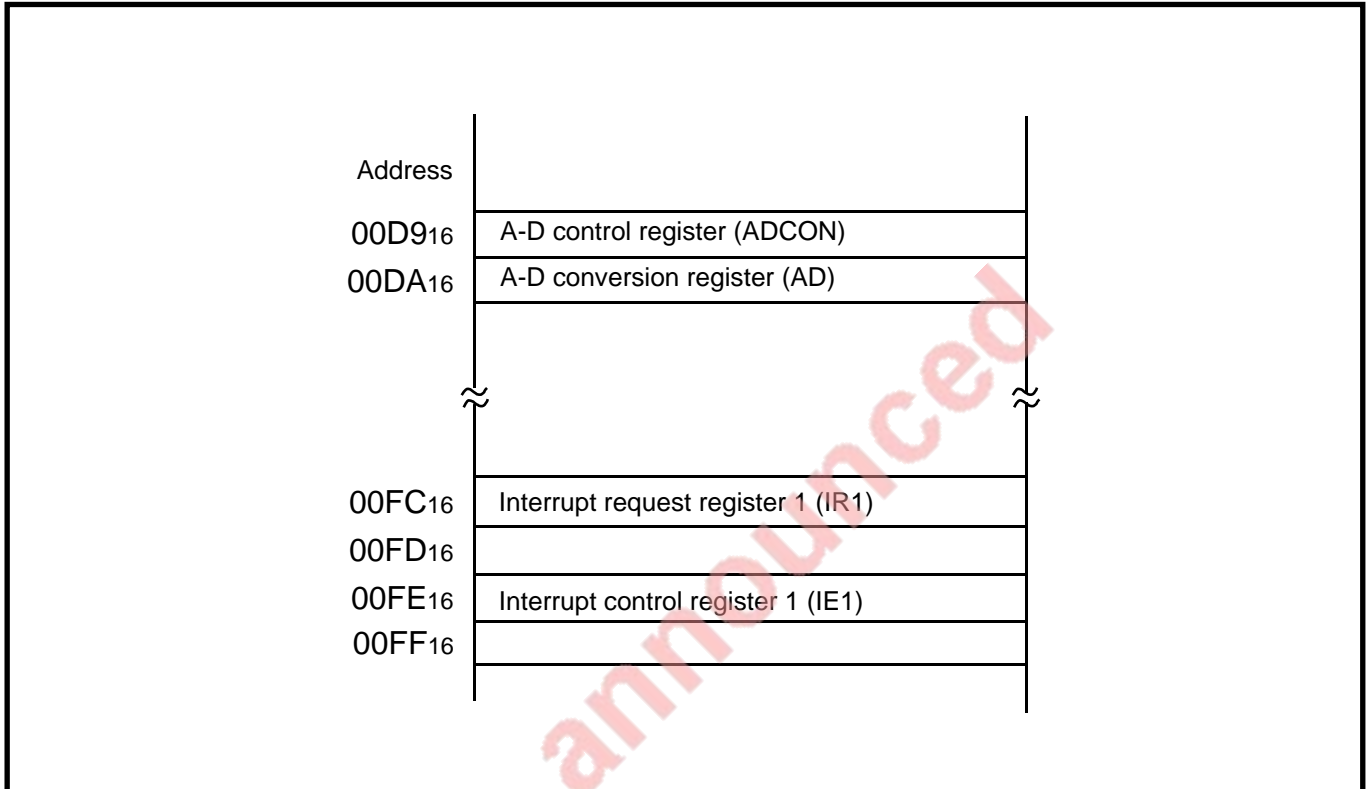 Address
00D916 A-D control register (ADCON)
00DA16 A-D conversion register (AD)
00FC16 Interrupt request register 1 (IR1)
00FD16
00FE16 Interrupt control register 1 (IE1)
00FF16
announced